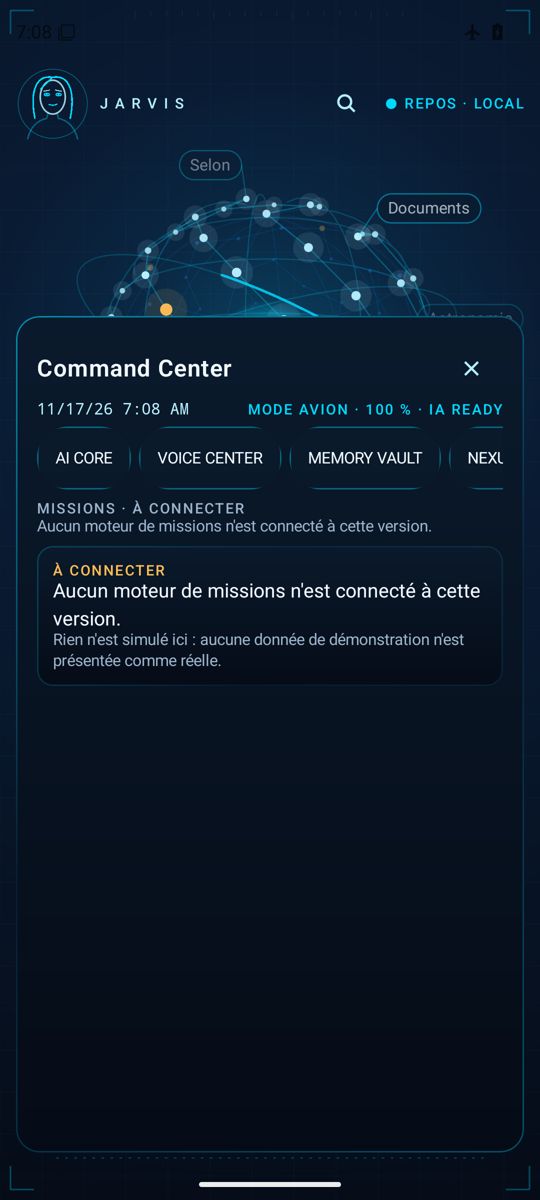 7:08
JARVIS
REPOS · LOCAL
Selon
Documents
Astronomie
Command Center
11/17/26 7:08 AM
MODE AVION · 100 % · IA READY
AI CORE
VOICE CENTER
MEMORY VAULT
NEXU
MISSIONS · À CONNECTER
Aucun moteur de missions n'est connecté à cette version.
À CONNECTER
Aucun moteur de missions n'est connecté à cette
version.
Rien n'est simulé ici : aucune donnée de démonstration n'est
présentée comme réelle.